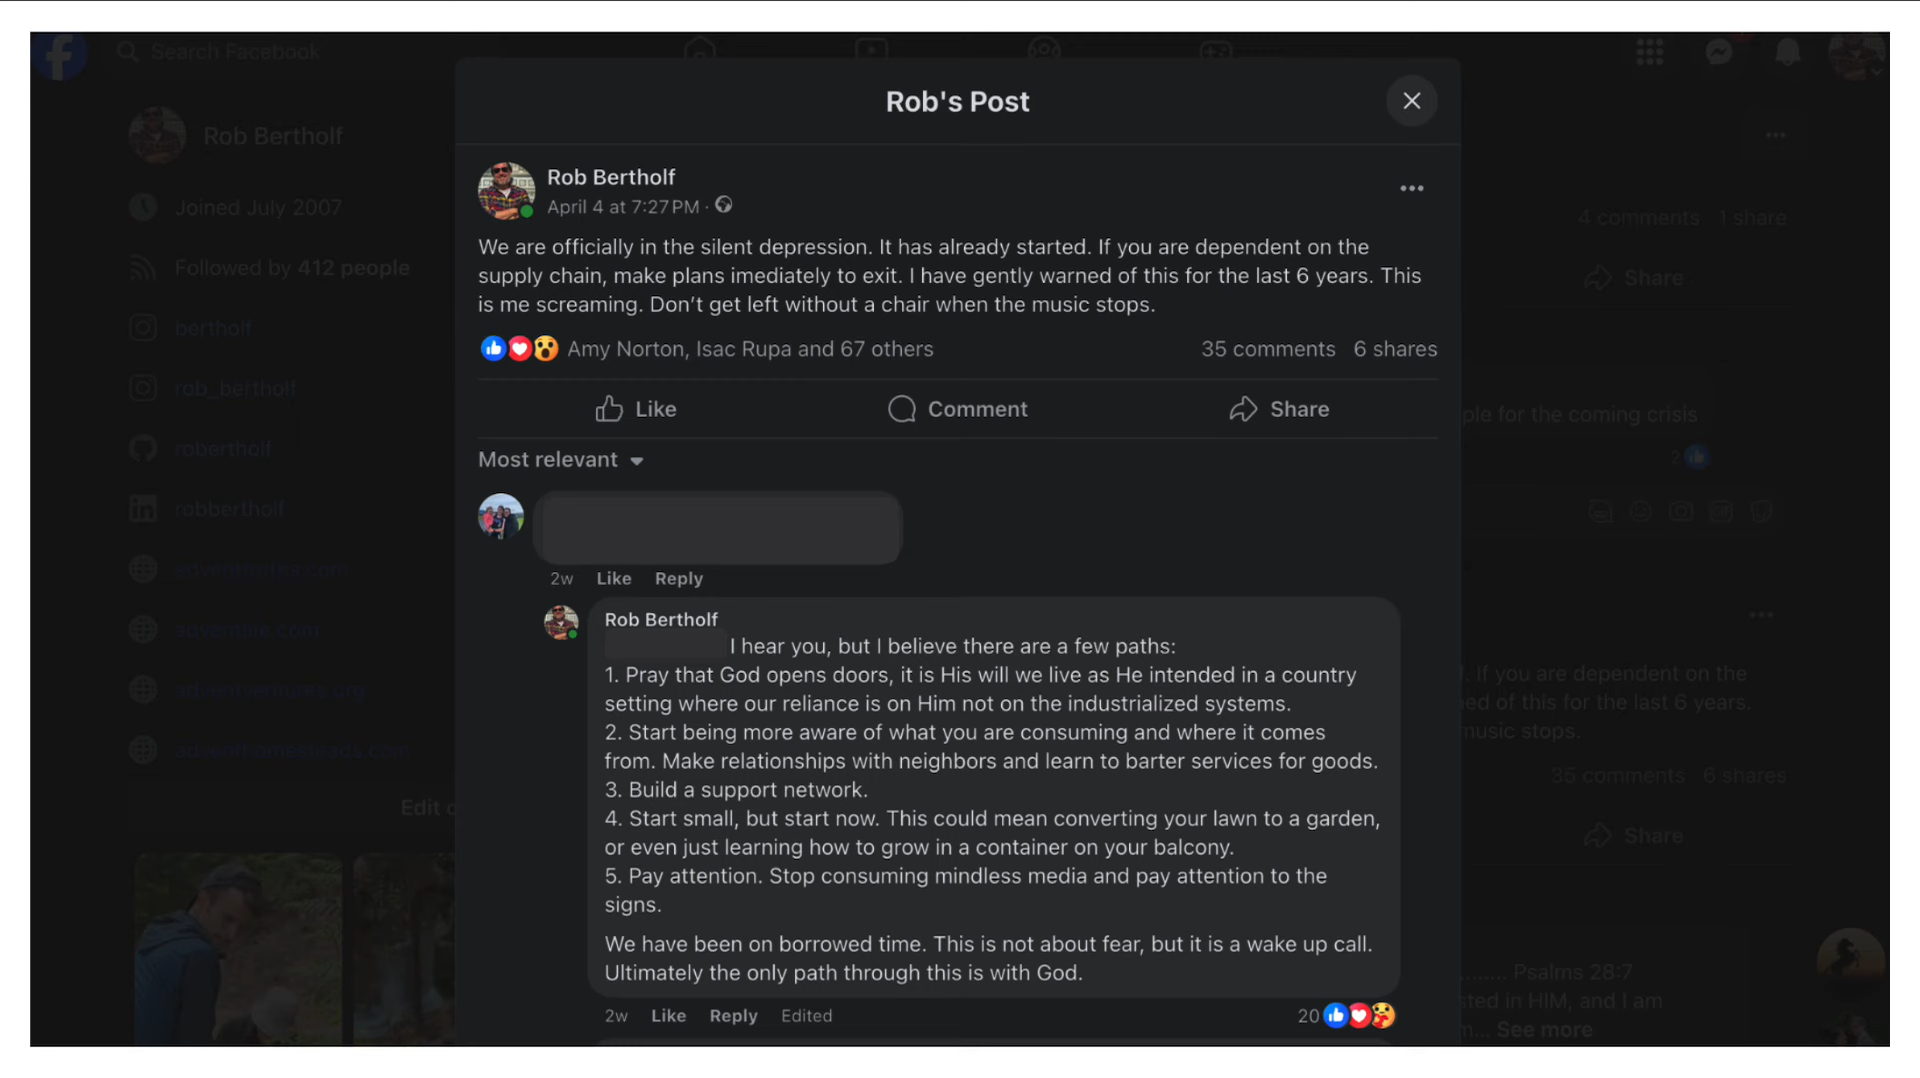 Search Facebook
Rob's Post
Rob Bertholf
Joined July 2007
Followed by 412 people
bertholf
rob_bertholf
robertholf
robbertholf
adventlife.com
adventventures.org
adventhomesteads.com
Edit
Rob Bertholf
April 4 at 7:27 PM ·
We are officially in the silent depression. It has already started. If you are dependent on the
supply chain, make plans imediately to exit. I have gently warned of this for the last 6 years. This
is me screaming. Don’t get left without a chair when the music stops.
Amy Norton, Isac Rupa and 67 others
35 comments 6 shares
Like
Comment
Share
Most relevant
2w Like Reply
Rob Bertholf
I hear you, but I believe there are a few paths:
1. Pray that God opens doors, it is His will we live as He intended in a country
setting where our reliance is on Him not on the industrialized systems.
2. Start being more aware of what you are consuming and where it comes
from. Make relationships with neighbors and learn to barter services for goods.
3. Build a support network.
4. Start small, but start now. This could mean converting your lawn to a garden,
or even just learning how to grow in a container on your balcony.
5. Pay attention. Stop consuming mindless media and pay attention to the
signs.
We have been on borrowed time. This is not about fear, but it is a wake up call.
Ultimately the only path through this is with God.
2w Like Reply Edited
20
4 comments 1 share
Share
for the coming crisis
2
. If you are dependent on the
of this for the last 6 years.
music stops.
35 comments 6 shares
Share
........ Psalms 28:7
in HIM, and I am
... See more